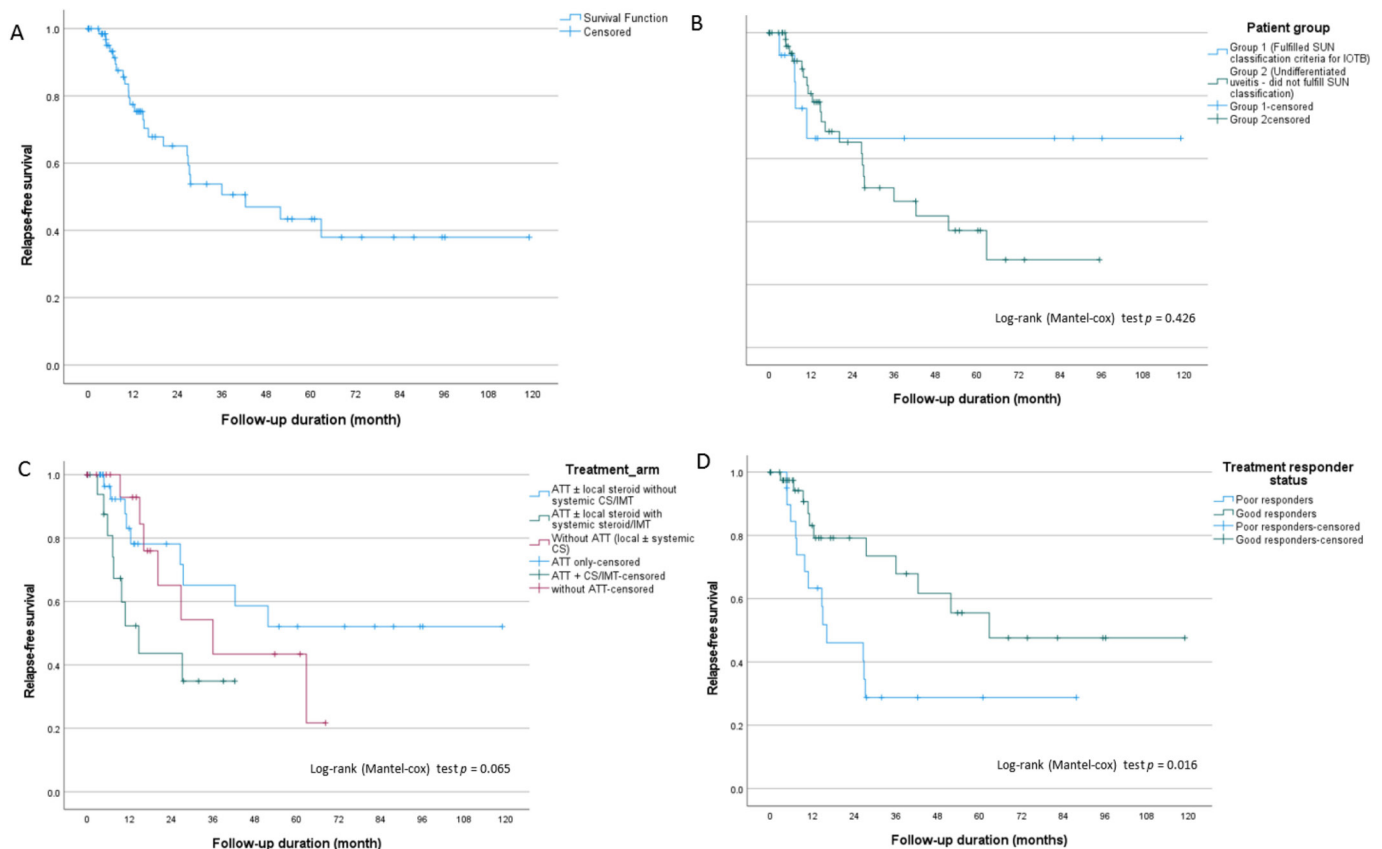 A
Survival Function
Censored
1.0
0.8
0.6
0.4
0.2
0.0
Relapse-free survival
0 12 24 36 48 60 72 84 96 108 120
Follow-up duration (month)
B
Patient group
Group 1 (Fulfilled SUN
classification criteria for IOTB)
Group 2 (Undifferentiated
uveitis - did not fulfill SUN
classification)
Group 1-censored
Group 2censored
Log-rank (Mantel-cox) test p = 0.426
0 12 24 36 48 60 72 84 96 108 120
Follow-up duration (month)
C
Treatment_arm
ATT ± local steroid without
systemic CS/IMT
ATT ± local steroid with
systemic steroid/IMT
Without ATT (local ± systemic
CS)
ATT only-censored
ATT + CS/IMT-censored
without ATT-censored
1.0
0.8
0.6
0.4
0.2
0.0
Relapse-free survival
Log-rank (Mantel-cox) test p = 0.065
0 12 24 36 48 60 72 84 96 108 120
Follow-up duration (month)
D
Treatment responder
status
Poor responders
Good responders
Poor responders-censored
Good responders-censored
1.0
0.8
0.6
0.4
0.2
0.0
Relapse-free survival
Log-rank (Mantel-cox) test p = 0.016
0 12 24 36 48 60 72 84 96 108 120
Follow-up duration (months)